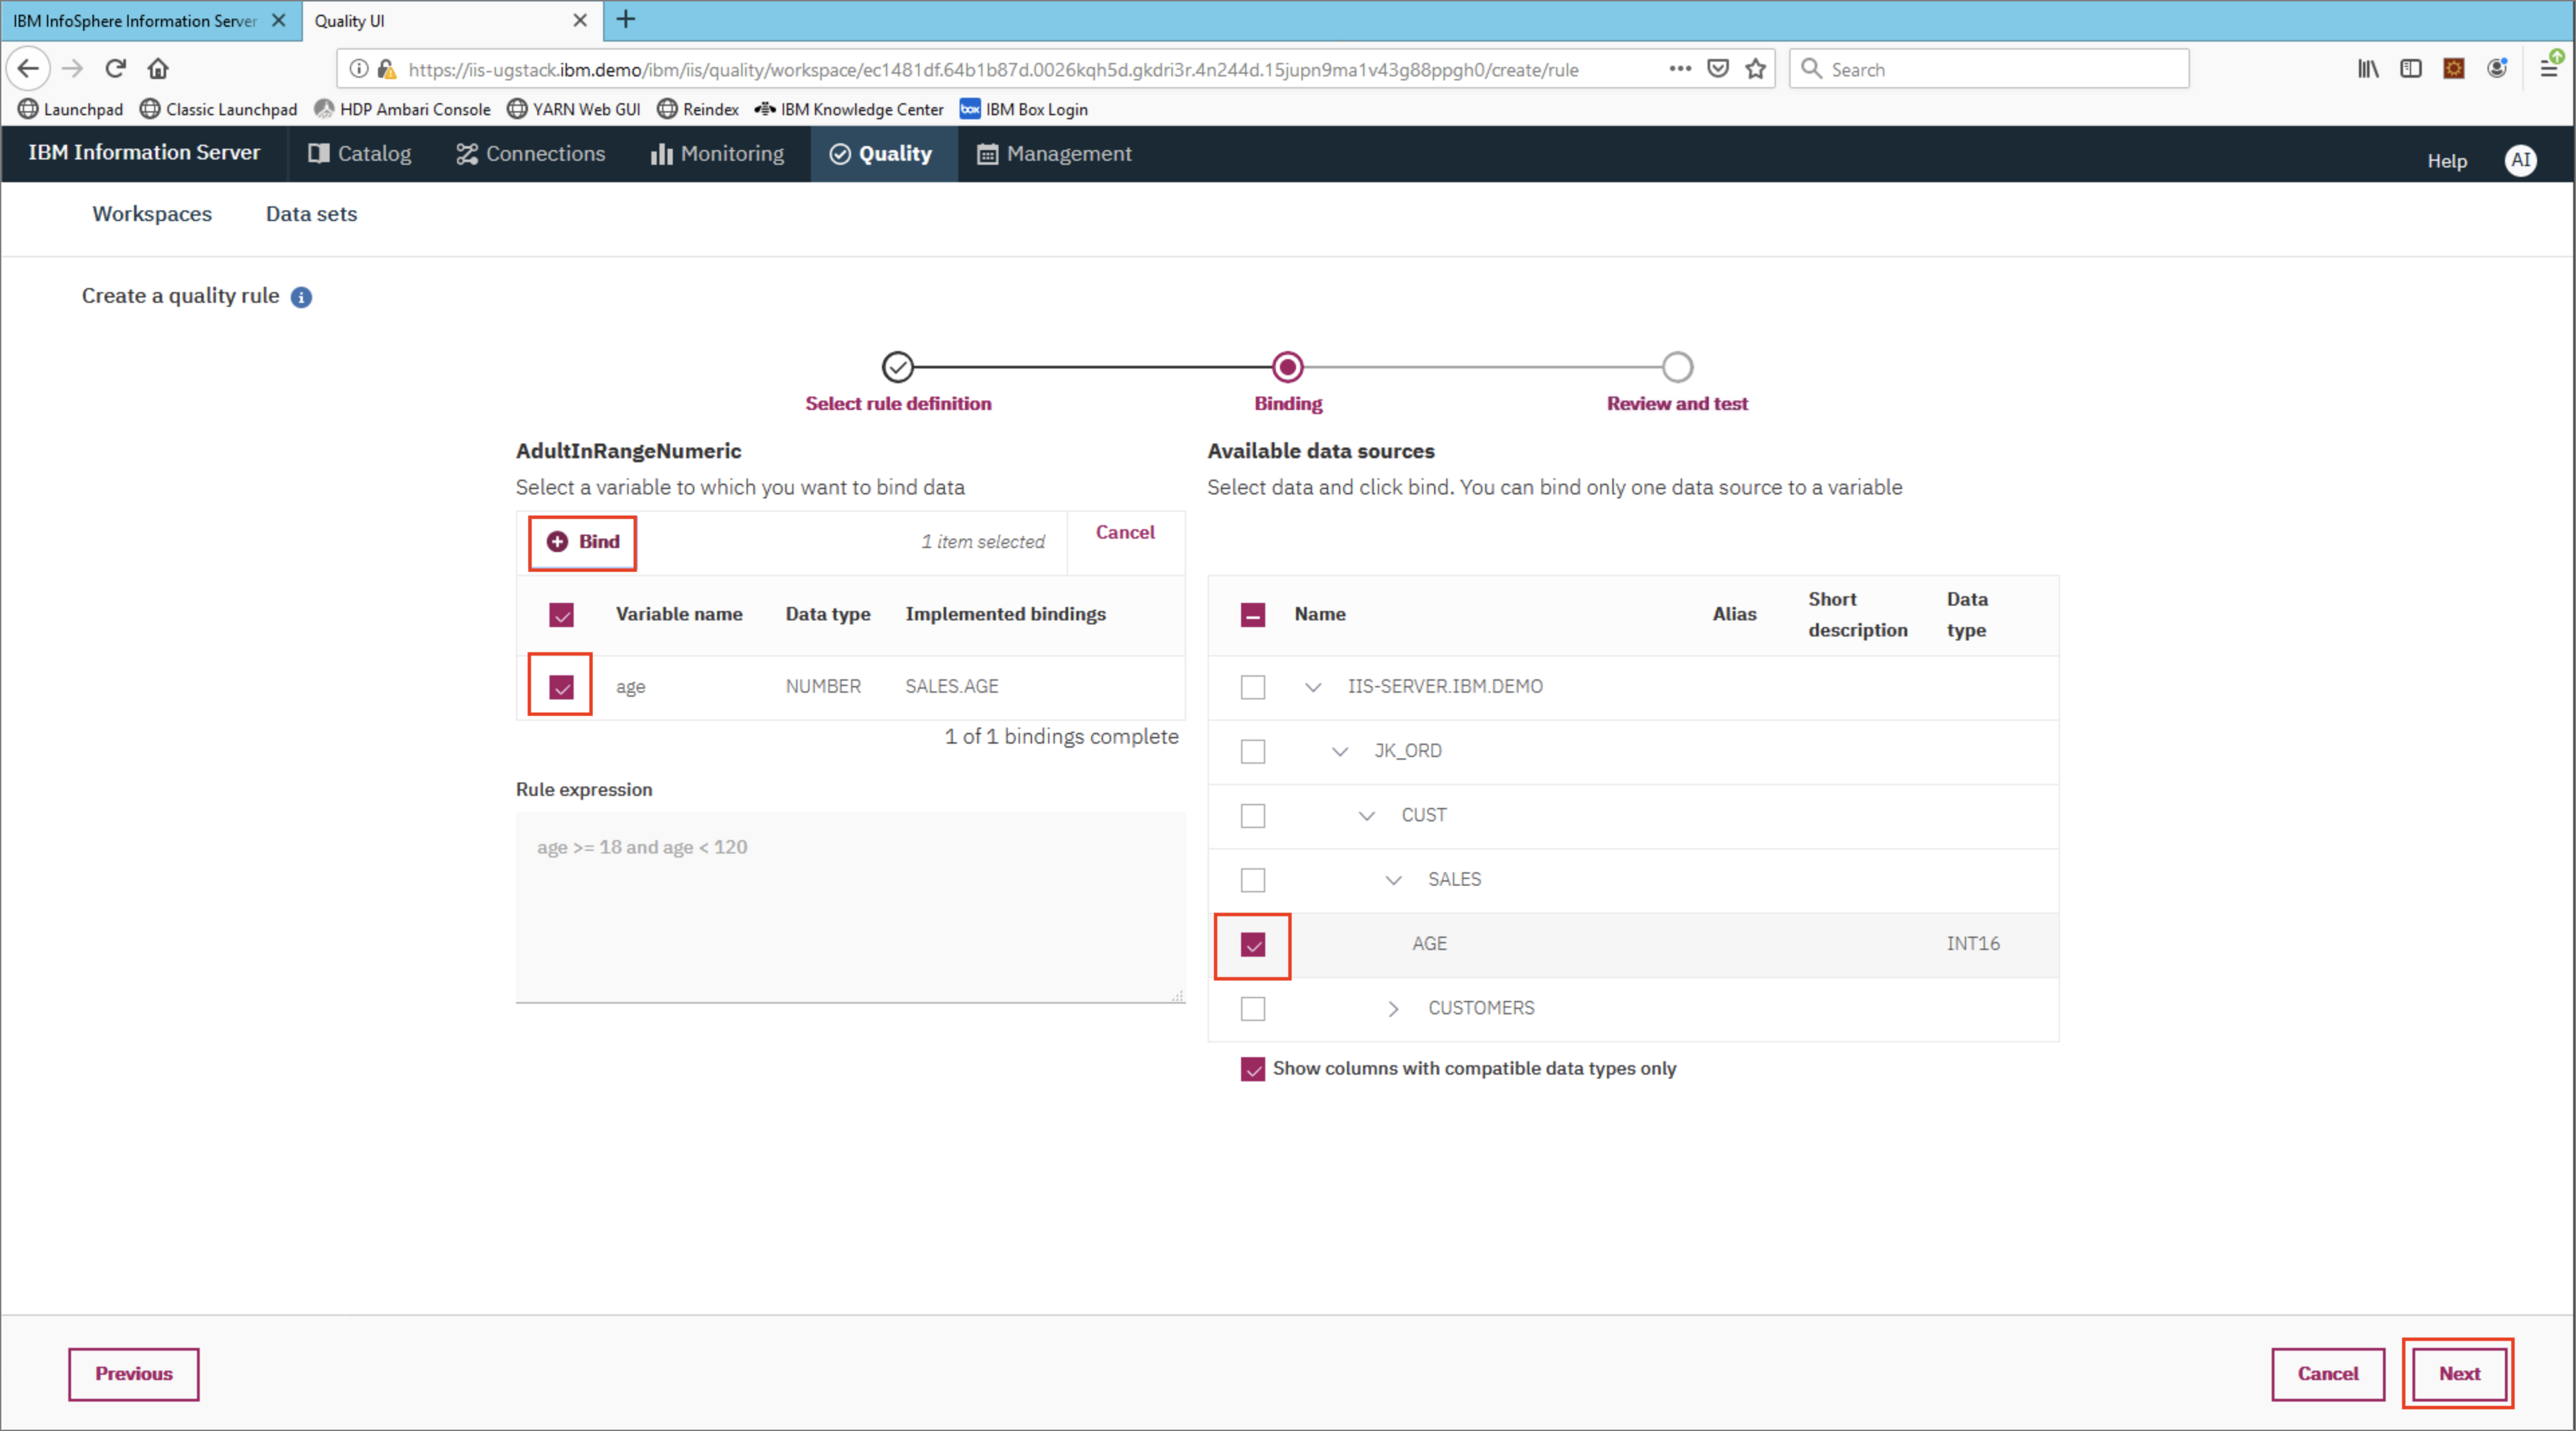 IBM InfoSphere Information Server
Quality UI
https://iis-ugstack.ibm.demo/ibm/iis/quality/workspace/ec1481df.64b1b87d.0026kqh5d.gkdri3r.4n244d.15jupn9ma1v43g88ppgh0/create/rule
Search
Launchpad Classic Launchpad HDP Ambari Console YARN Web GUI Reindex IBM Knowledge Center box IBM Box Login
IBM Information Server Catalog Connections Monitoring Quality Management Help AI
Workspaces Data sets
Create a quality rule
Select rule definition Binding Review and test
AdultInRangeNumeric
Select a variable to which you want to bind data
Bind 1 item selected Cancel
Variable name Data type Implemented bindings
age NUMBER SALES.AGE
1 of 1 bindings complete
Rule expression
age >= 18 and age < 120
Available data sources
Select data and click bind. You can bind only one data source to a variable
Name Alias Short description Data type
IIS-SERVER.IBM.DEMO
JK_ORD
CUST
SALES
AGE INT16
CUSTOMERS
Show columns with compatible data types only
Previous Cancel Next